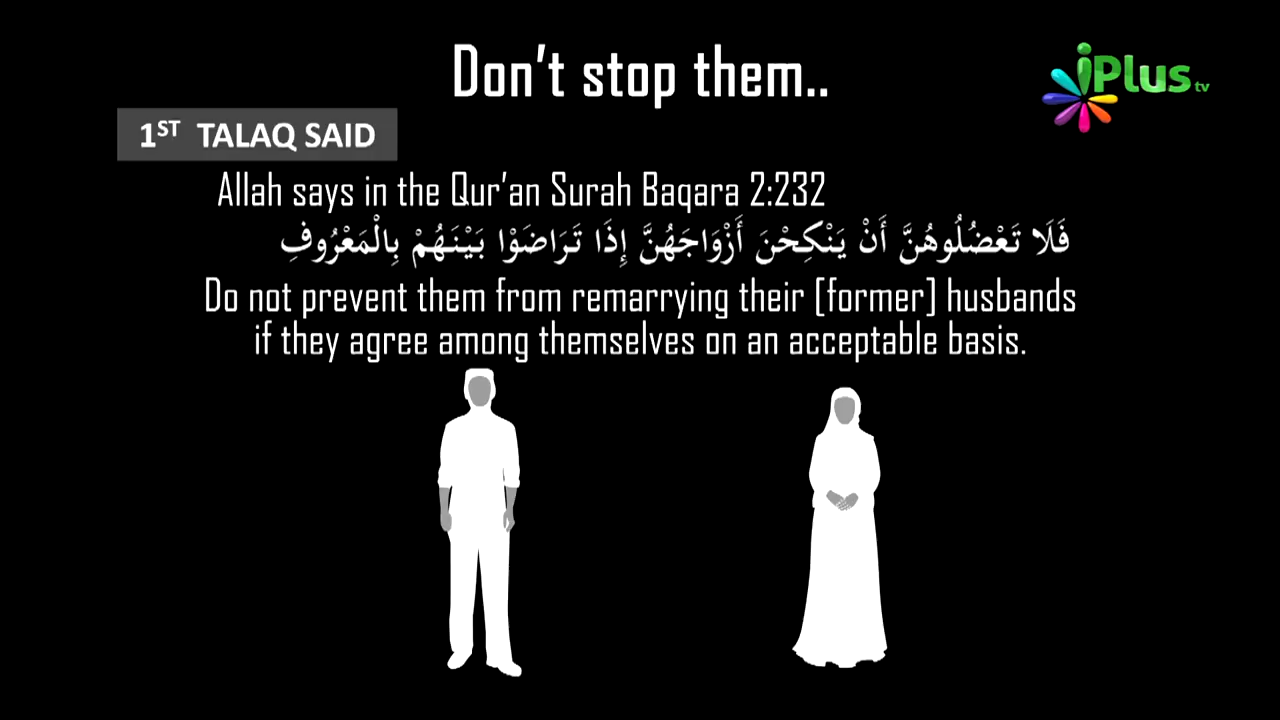 Don't stop them..
iPlus tv
1ST TALAQ SAID
Allah says in the Qur'an Surah Baqara 2:232
فَلَا تَعْضُلُوهُنَّ أَنْ يَنْكِحْنَ أَزْوَاجَهُنَّ إِذَا تَرَاضَوْا بَيْنَهُمْ بِالْمَعْرُوفِ
Do not prevent them from remarrying their [former] husbands
if they agree among themselves on an acceptable basis.